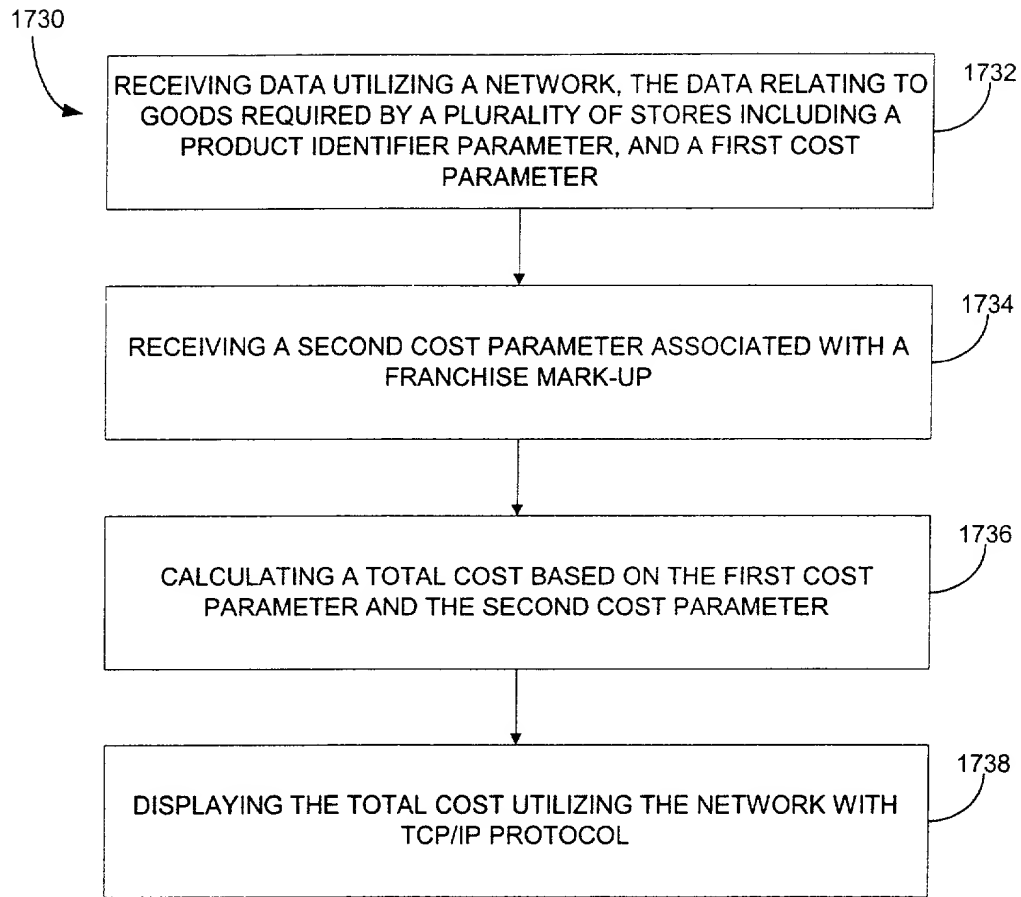 1730
1732
RECEIVING DATA UTILIZING A NETWORK, THE DATA RELATING TO
GOODS REQUIRED BY A PLURALITY OF STORES INCLUDING A
PRODUCT IDENTIFIER PARAMETER, AND A FIRST COST
PARAMETER
1734
RECEIVING A SECOND COST PARAMETER ASSOCIATED WITH A
FRANCHISE MARK-UP
1736
CALCULATING A TOTAL COST BASED ON THE FIRST COST
PARAMETER AND THE SECOND COST PARAMETER
1738
DISPLAYING THE TOTAL COST UTILIZING THE NETWORK WITH
TCP/IP PROTOCOL